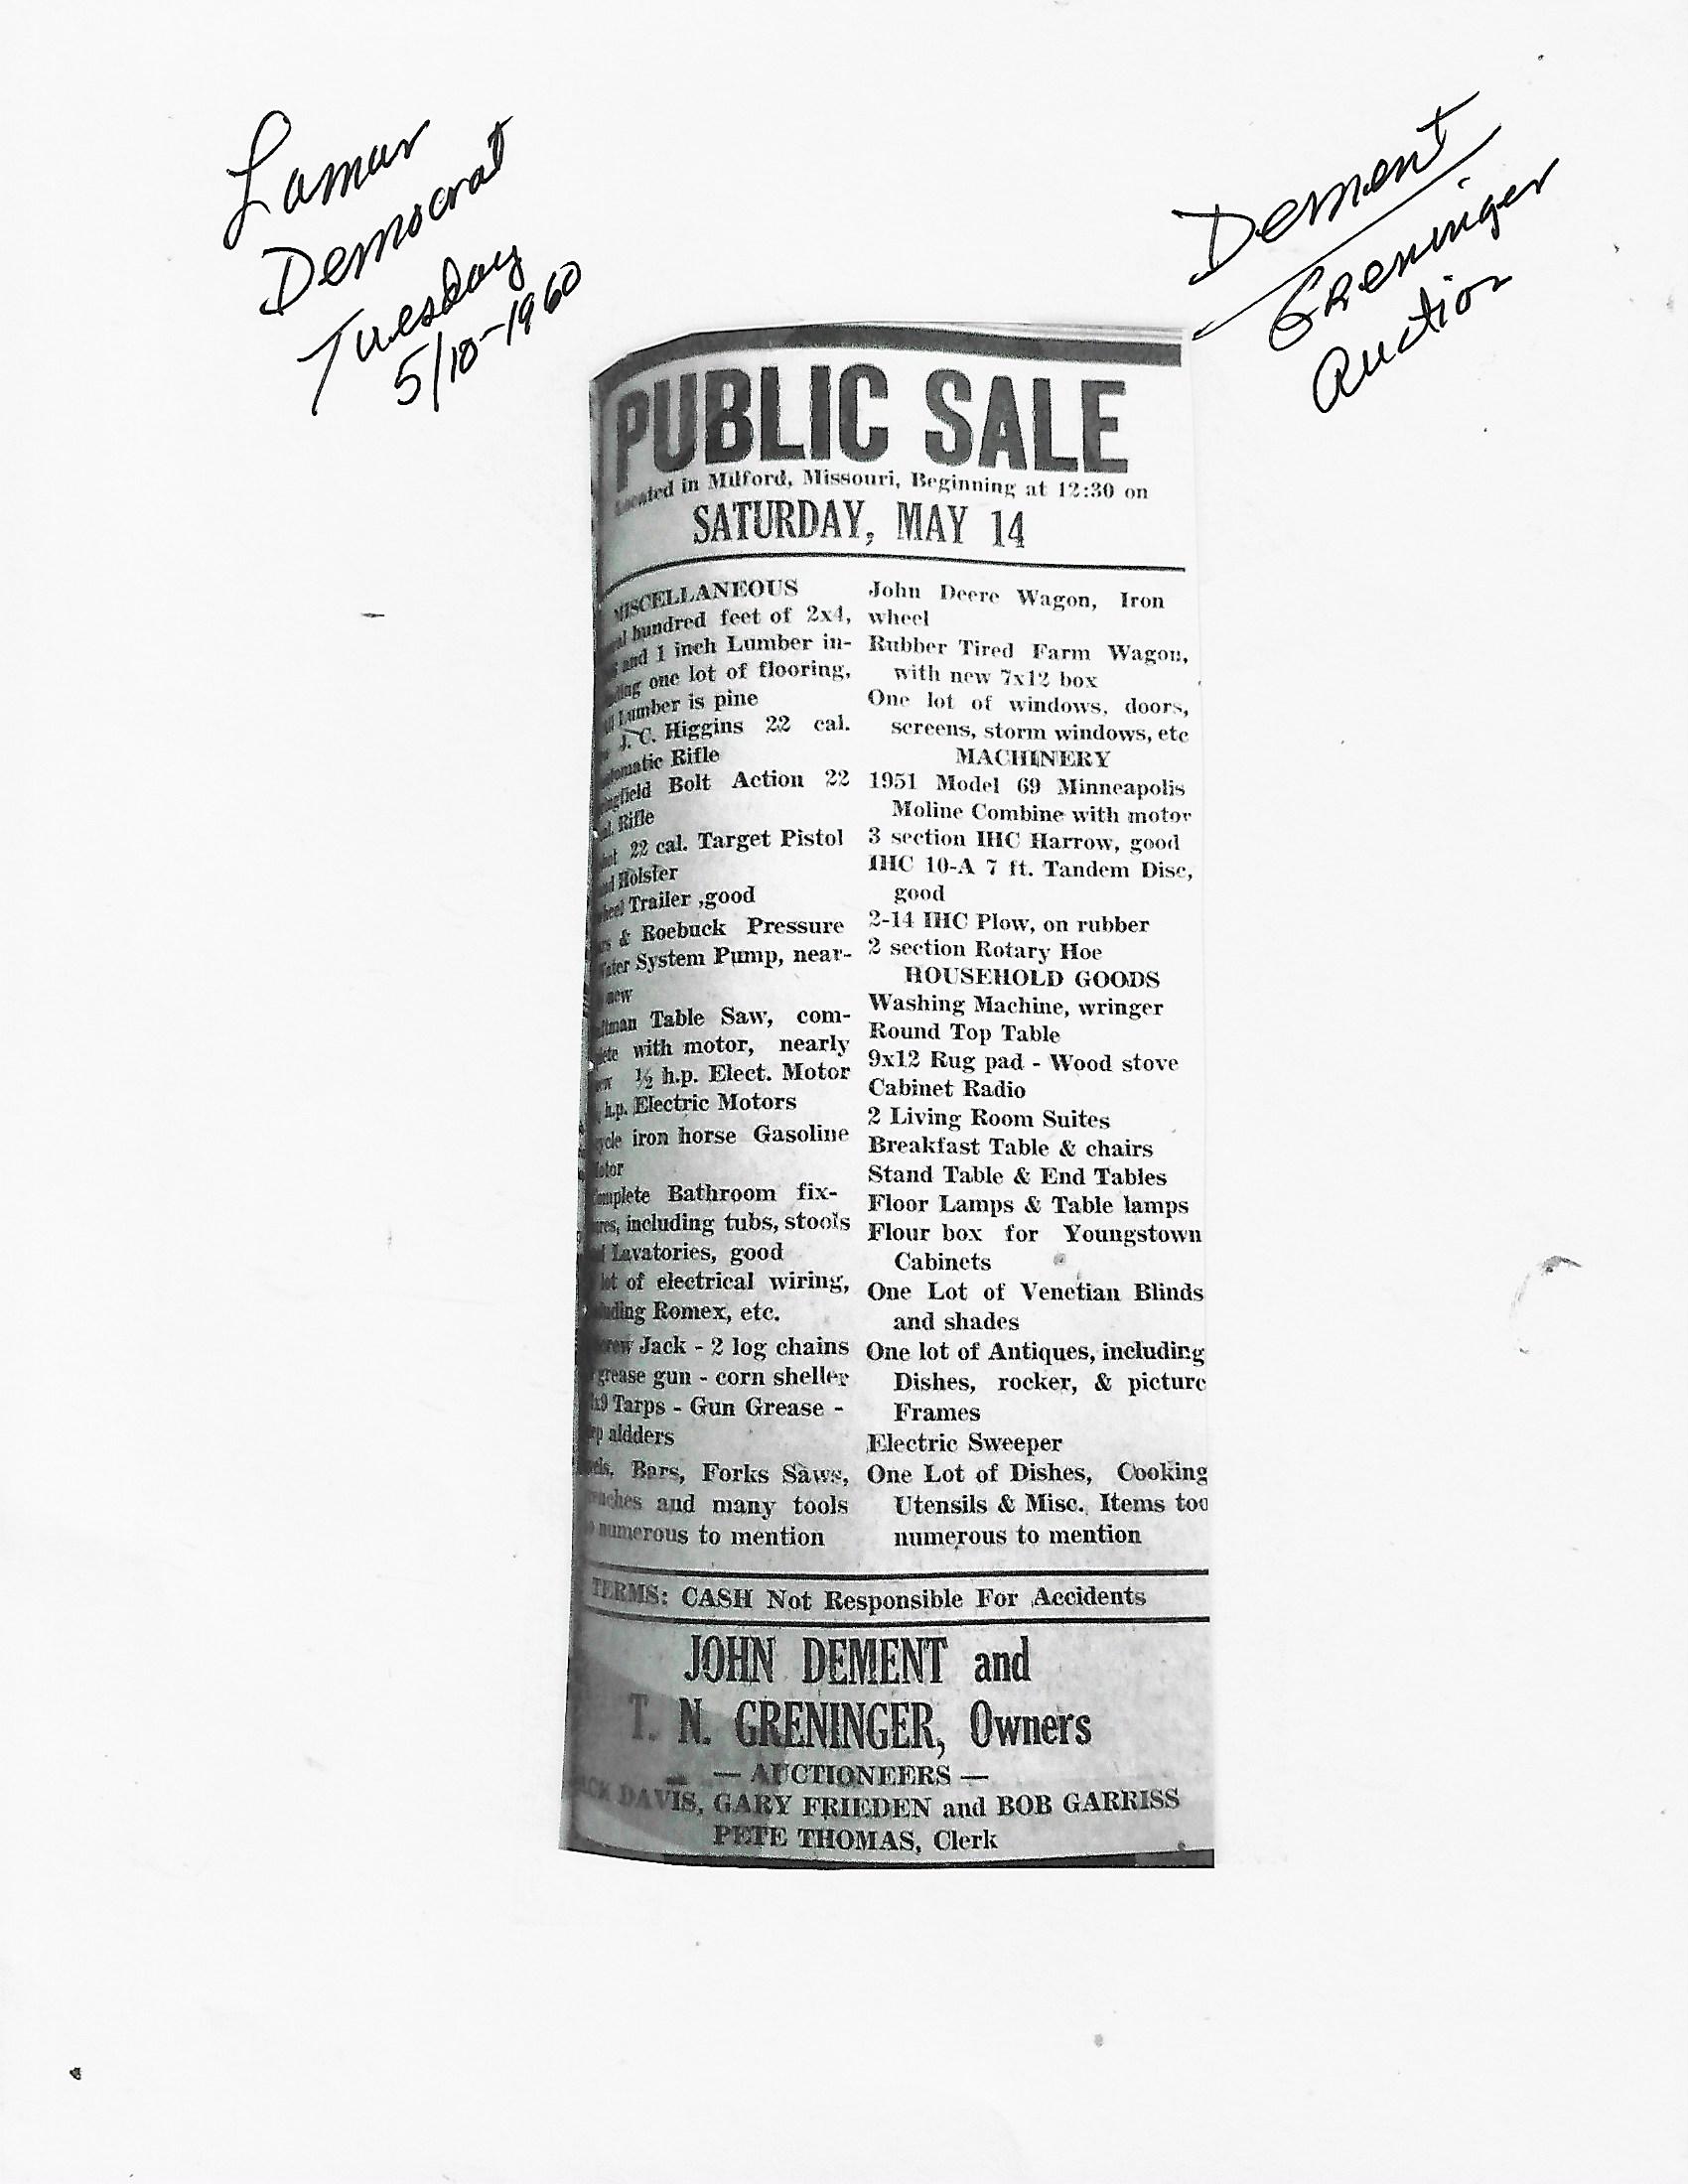 Lamar
Democrat
Tuesday
5/10-1960
Dement
Greninger
Auction
PUBLIC SALE
in Milford, Missouri, Beginning at 12:30 on
SATURDAY, MAY 14
MISCELLANEOUS
hundred feet of 2x4,
and 1 inch Lumber in-
one lot of flooring,
Lumber is pine
J. C. Higgins 22 cal.
Rifle
Bolt Action 22
Rifle
22 cal. Target Pistol
Holster
Trailer ,good
& Roebuck Pressure
System Pump, near-
new
Table Saw, com-
with motor, nearly
½ h.p. Elect. Motor
h.p. Electric Motors
iron horse Gasoline
Bathroom fix-
including tubs, stools
Lavatories, good
lot of electrical wiring,
Romex, etc.
Jack - 2 log chains
grease gun - corn sheller
Tarps - Gun Grease -
aldders
Bars, Forks Saws,
and many tools
numerous to mention
John Deere Wagon, Iron
wheel
Rubber Tired Farm Wagon,
with new 7x12 box
One lot of windows, doors,
screens, storm windows, etc
MACHINERY
1951 Model 69 Minneapolis
Moline Combine with motor
3 section IHC Harrow, good
IHC 10-A 7 ft. Tandem Disc,
good
2-14 IHC Plow, on rubber
2 section Rotary Hoe
HOUSEHOLD GOODS
Washing Machine, wringer
Round Top Table
9x12 Rug pad - Wood stove
Cabinet Radio
2 Living Room Suites
Breakfast Table & chairs
Stand Table & End Tables
Floor Lamps & Table lamps
Flour box for Youngstown
Cabinets
One Lot of Venetian Blinds
and shades
One lot of Antiques, including
Dishes, rocker, & picture
Frames
Electric Sweeper
One Lot of Dishes, Cooking
Utensils & Misc. Items too
numerous to mention
TERMS: CASH Not Responsible For Accidents
JOHN DEMENT and
T. N. GRENINGER, Owners
— AUCTIONEERS —
DAVIS, GARY FRIEDEN and BOB GARRISS
PETE THOMAS, Clerk